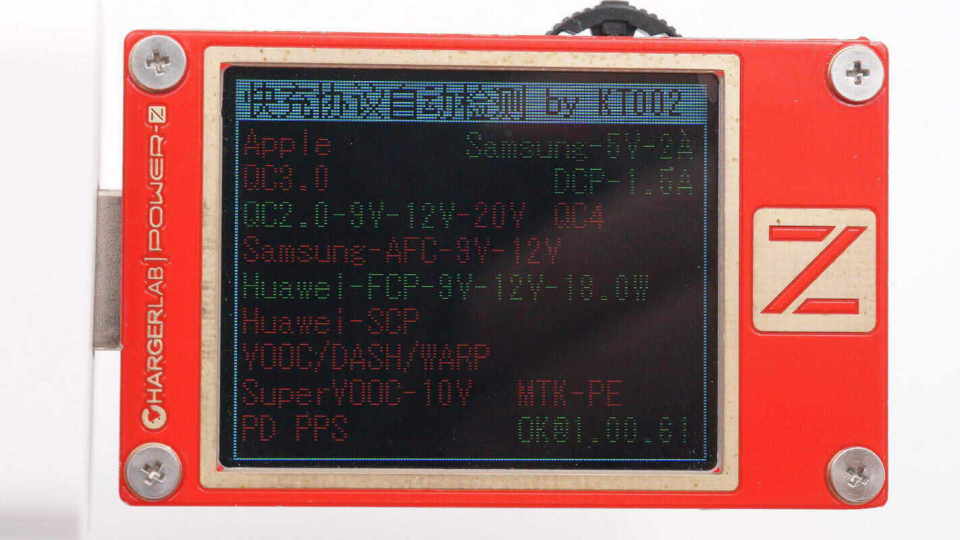 快充协议自动检测 by KT002
Apple Samsung-5V-2A
QC3.0 DCP-1.5A
QC2.0-9V-12V-20V QC4
Samsung-AFC-9V-12V
Huawei-FCP-9V-12V-18.0W
Huawei-SCP
VOOC/DASH/WARP
SuperVOOC-10V MTK-PE
PD PPS OK@1.00.61
CHARGERLAB | POWER-Z
Z